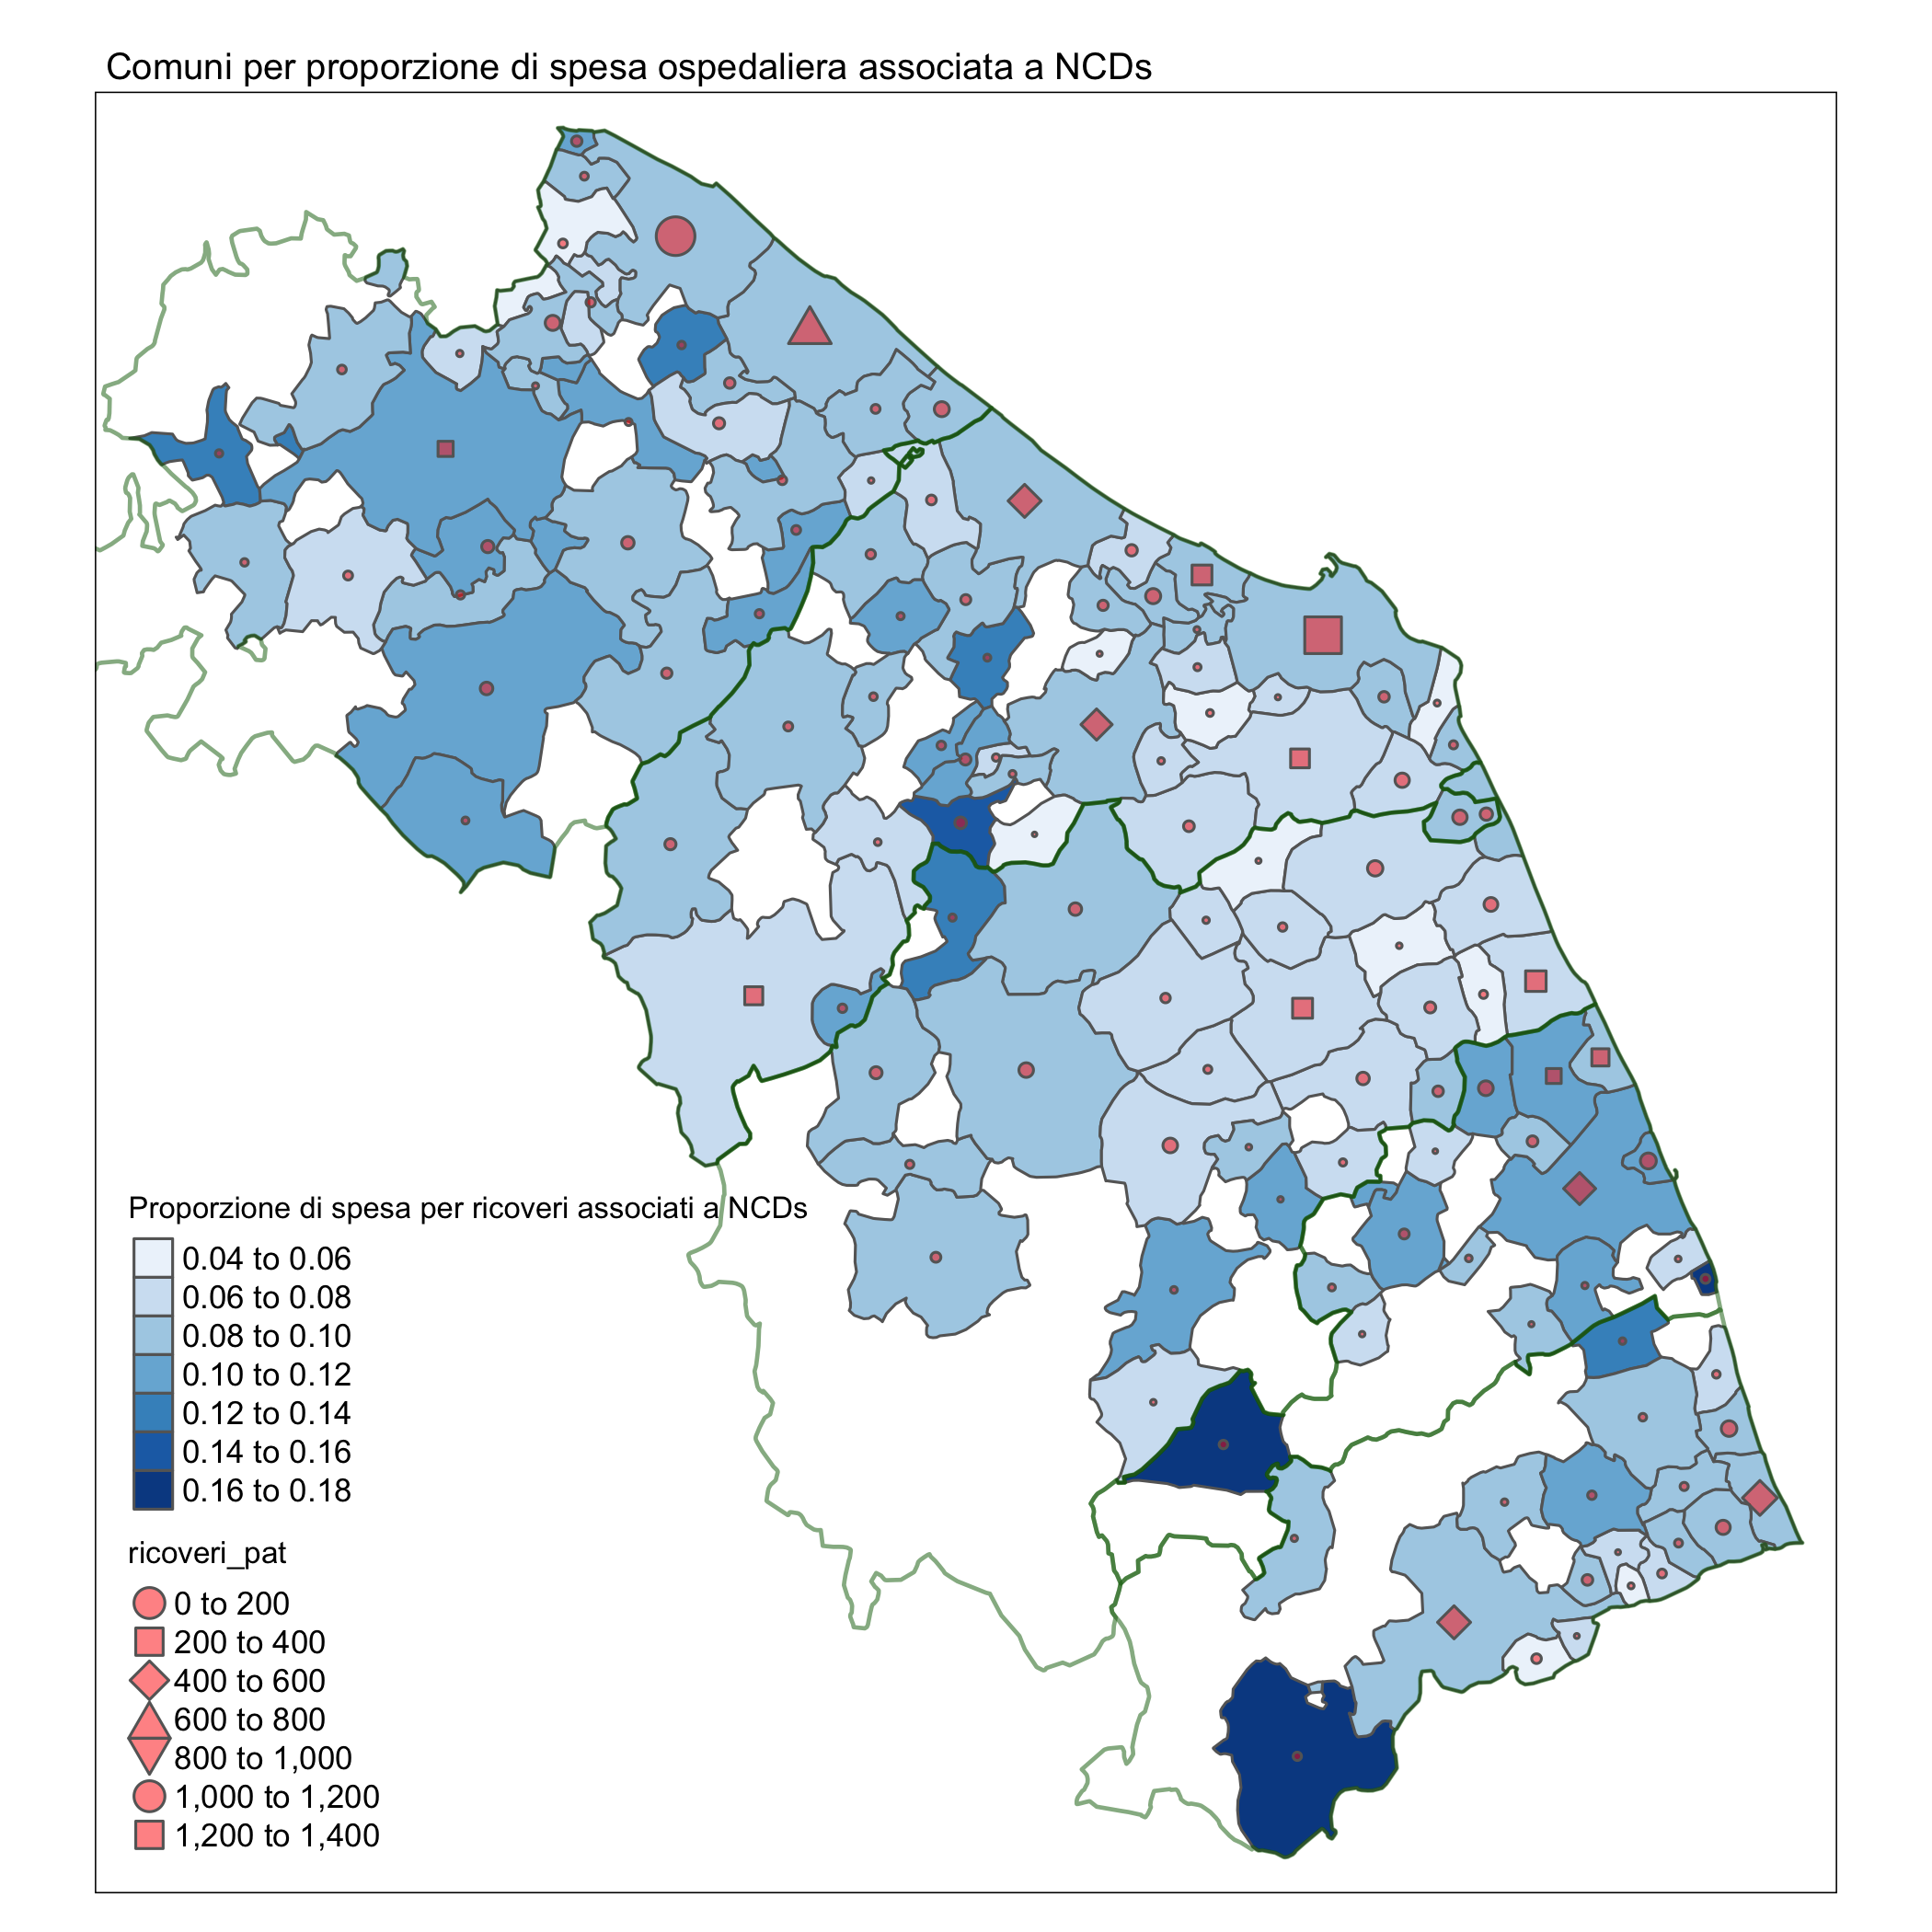 Comuni per proporzione di spesa ospedaliera associata a NCDs
Proporzione di spesa per ricoveri associati a NCDs
0.04 to 0.06
0.06 to 0.08
0.08 to 0.10
0.10 to 0.12
0.12 to 0.14
0.14 to 0.16
0.16 to 0.18
ricoveri_pat
0 to 200
200 to 400
400 to 600
600 to 800
800 to 1,000
1,000 to 1,200
1,200 to 1,400